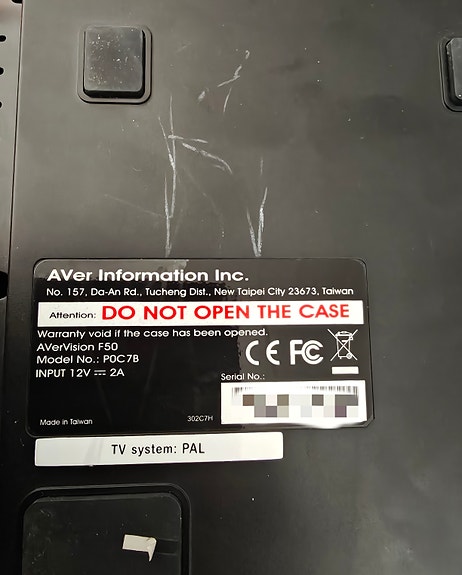 AVer Information Inc.
No. 157, Da-An Rd., Tucheng Dist., New Taipei City 23673, Taiwan
Attention: DO NOT OPEN THE CASE
Warranty void if the case has been opened.
AVerVision F50
Model No.: P0C7B
INPUT 12V⎓ 2A
CE FC
Serial No.:
Made in Taiwan
302C7H
TV system: PAL